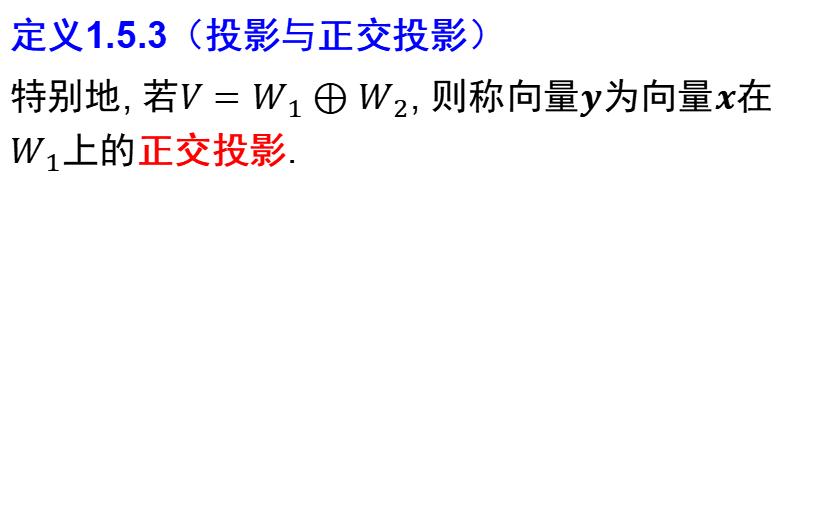 定义1.5.3（投影与正交投影）
特别地, 若V = W₁ ⊕ W₂, 则称向量y为向量x在
W₁上的正交投影.